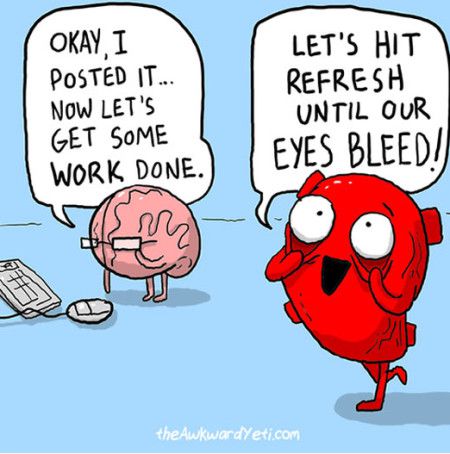 OKAY, I
POSTED IT...
NOW LET'S
GET SOME
WORK DONE.
LET'S HIT
REFRESH
UNTIL OUR
EYES BLEED!
theAwkwardYeti.com